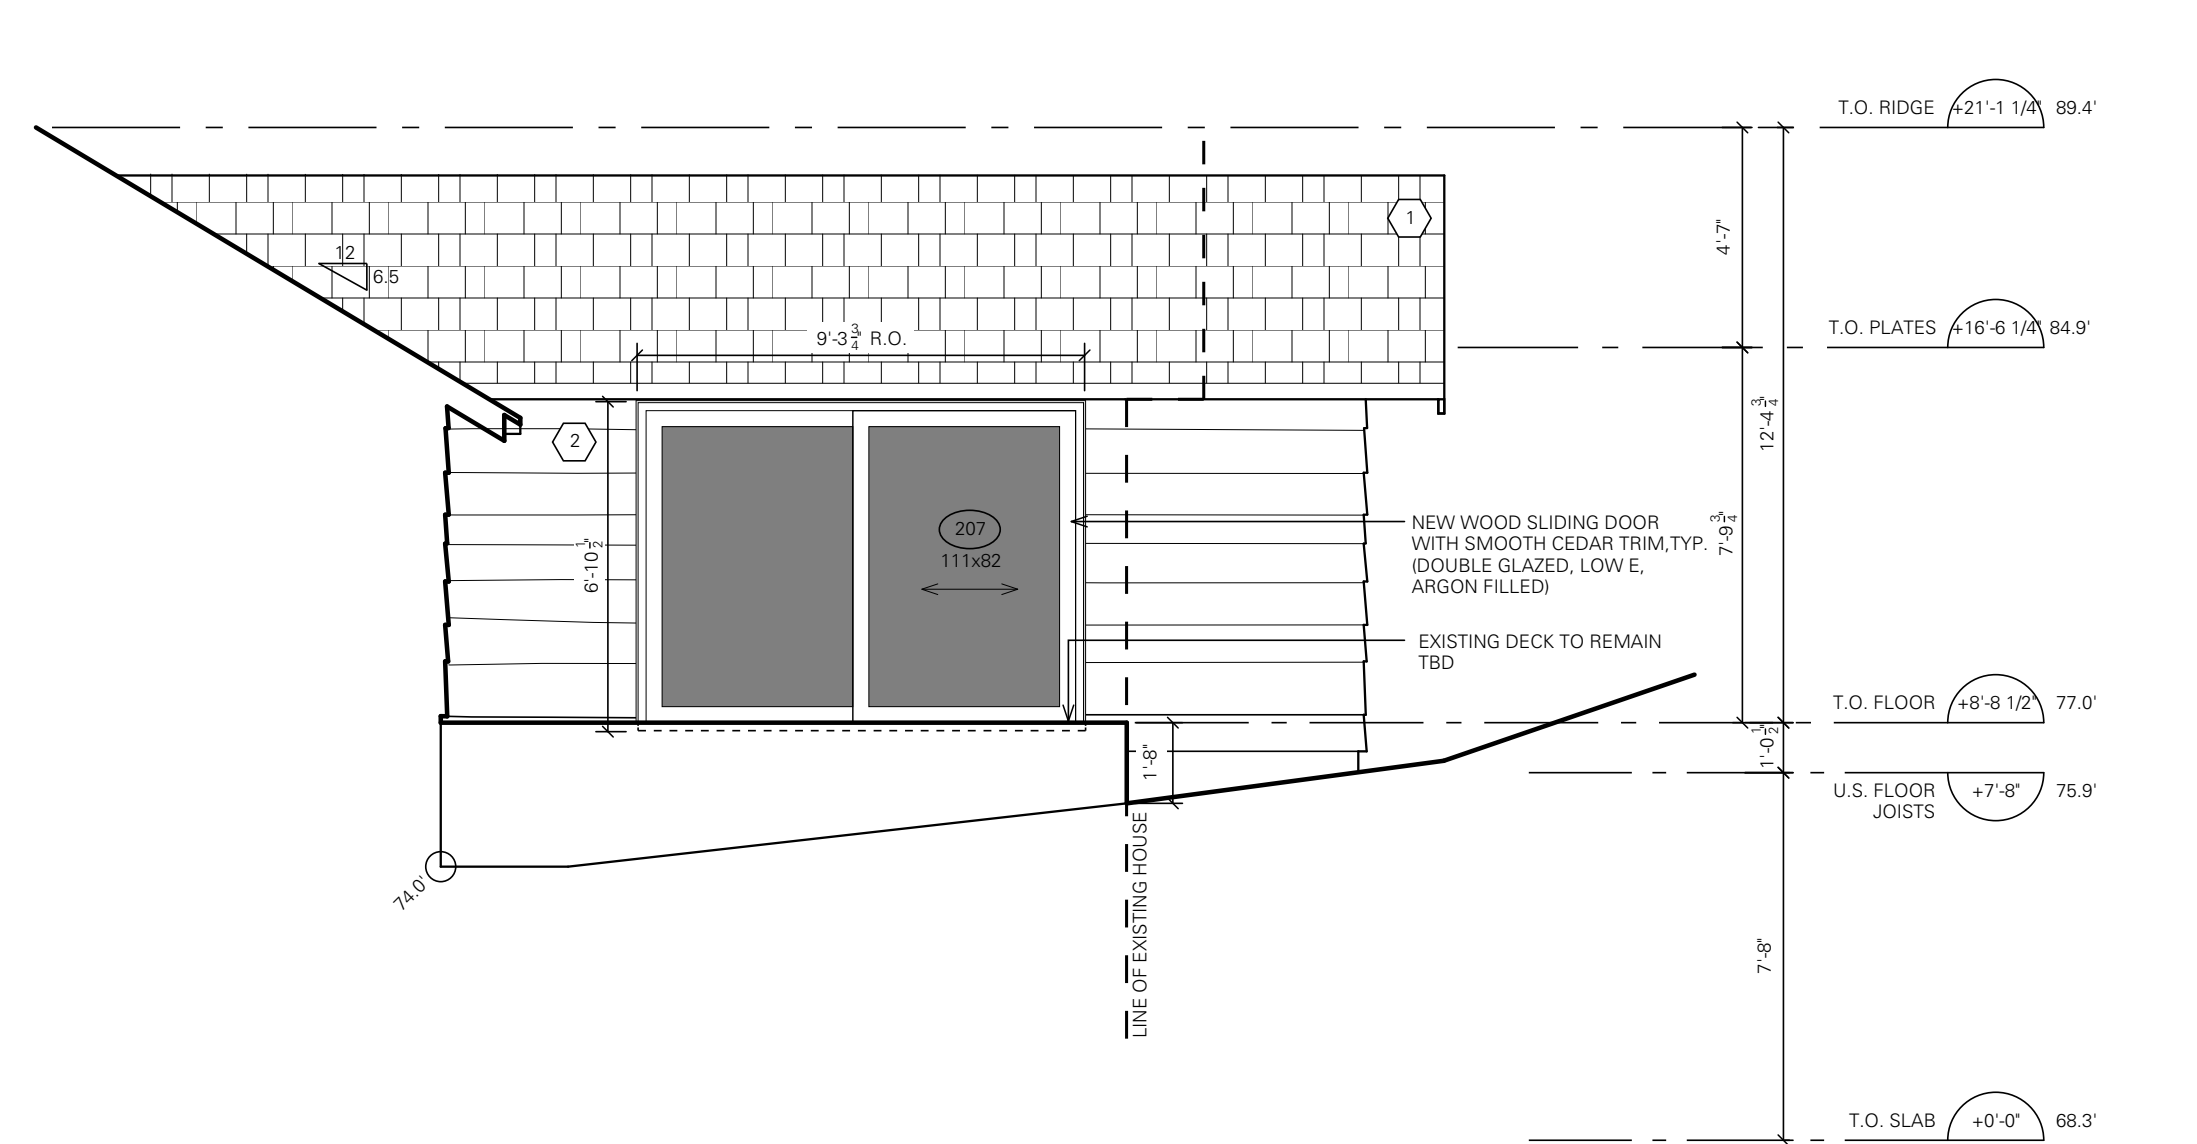 T.O. RIDGE +21'-1 1/4" 89.4'
1
12
6.5
4'-7"
9'-3 3/4" R.O.
T.O. PLATES +16'-6 1/4" 84.9'
12'-4 3/4"
2
6'-10 1/2"
207
111x82
NEW WOOD SLIDING DOOR
WITH SMOOTH CEDAR TRIM,TYP.
(DOUBLE GLAZED, LOW E,
ARGON FILLED)
7'-9 3/4"
EXISTING DECK TO REMAIN
TBD
T.O. FLOOR +8'-8 1/2" 77.0'
1'-0 1/2"
1'-8"
U.S. FLOOR
JOISTS
+7'-8" 75.9'
74.0'
LINE OF EXISTING HOUSE
7'-8"
T.O. SLAB +0'-0" 68.3'